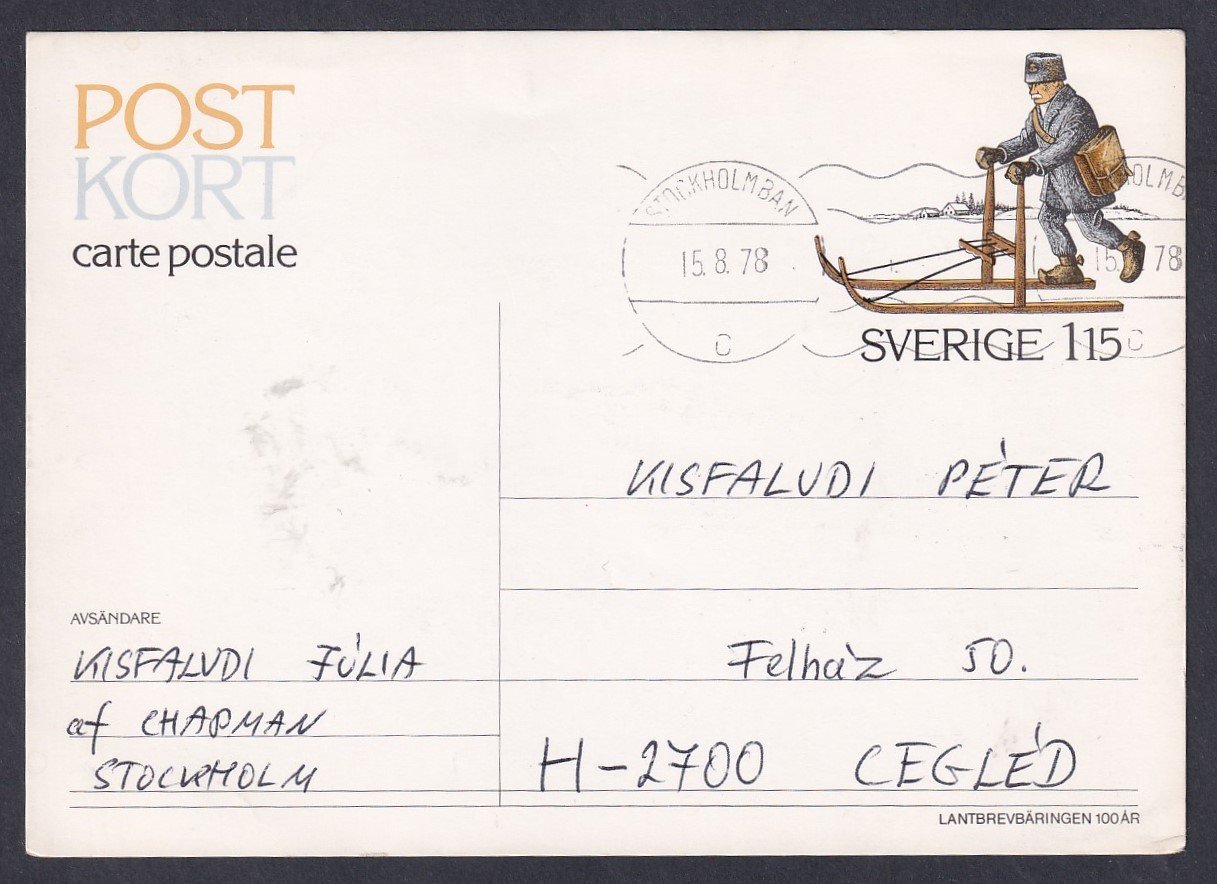 POST
KORT
carte postale
STOCKHOLM BAN
15.8.78
C
OLM B
15. 78
C
SVERIGE 115
KISFALUDI PÉTER
Felház 50.
H-2700 CEGLÉD
AVSÄNDARE
KISFALUDI JÚLIA
af CHAPMAN
STOCKHOLM
LANTBREVBÄRINGEN 100 ÅR